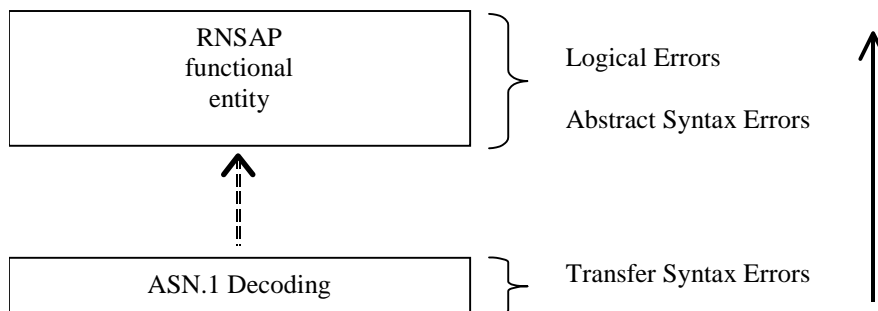 RNSAP
functional
entity
Logical Errors
Abstract Syntax Errors
ASN.1 Decoding
Transfer Syntax Errors